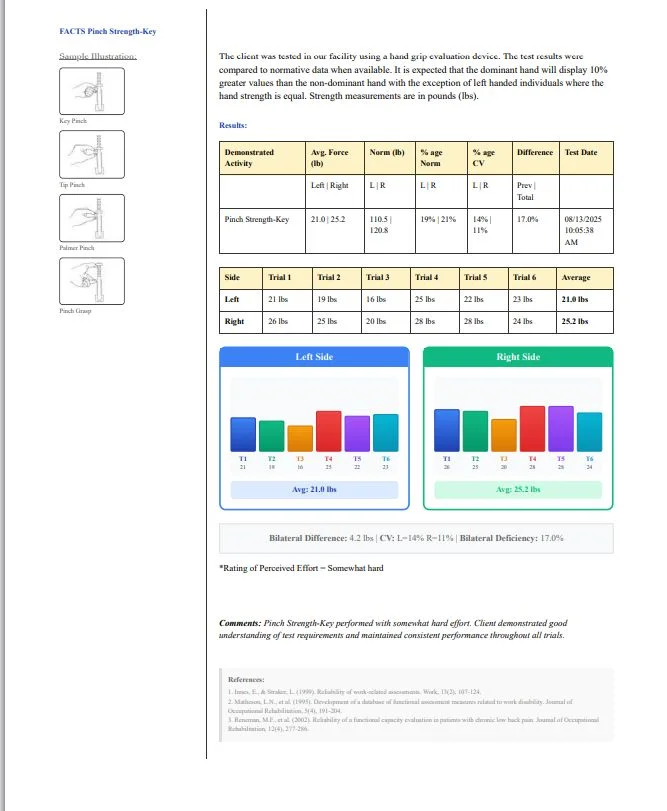 FACTS Pinch Strength-Key
Sample Illustration:
Key Pinch
Tip Pinch
Palmer Pinch
Pinch Grasp
The client was tested in our facility using a hand grip evaluation device. The test results were
compared to normative data when available. It is expected that the dominant hand will display 10%
greater values than the non-dominant hand with the exception of left handed individuals where the
hand strength is equal. Strength measurements are in pounds (lbs).
Results:
Demonstrated Activity | Avg. Force (lb) | Norm (lb) | % age Norm | % age CV | Difference | Test Date
Left | Right L | R L | R L | R Prev | Total
Pinch Strength-Key 21.0 | 25.2 110.5 | 120.8 19% | 21% 14% | 11% 17.0% 08/13/2025 10:05:38 AM
Side Trial 1 Trial 2 Trial 3 Trial 4 Trial 5 Trial 6 Average
Left 21 lbs 19 lbs 16 lbs 25 lbs 22 lbs 23 lbs 21.0 lbs
Right 26 lbs 25 lbs 20 lbs 28 lbs 28 lbs 24 lbs 25.2 lbs
Left Side
T1 T2 T3 T4 T5 T6
21 19 16 25 22 23
Avg: 21.0 lbs
Right Side
T1 T2 T3 T4 T5 T6
26 25 20 28 28 24
Avg: 25.2 lbs
Bilateral Difference: 4.2 lbs | CV: L=14% R=11% | Bilateral Deficiency: 17.0%
*Rating of Perceived Effort = Somewhat hard
Comments: Pinch Strength-Key performed with somewhat hard effort. Client demonstrated good
understanding of test requirements and maintained consistent performance throughout all trials.
References:
1. Innes, E., & Straker, L. (1999). Reliability of work-related assessments. Work, 13(2), 107-124.
2. Matheson, L.N., et al. (1995). Development of a database of functional assessment measures related to work disability. Journal of
Occupational Rehabilitation, 5(4), 191-204.
3. Reneman, M.F., et al. (2002). Reliability of a functional capacity evaluation in patients with chronic low back pain. Journal of Occupational
Rehabilitation, 12(4), 277-286.